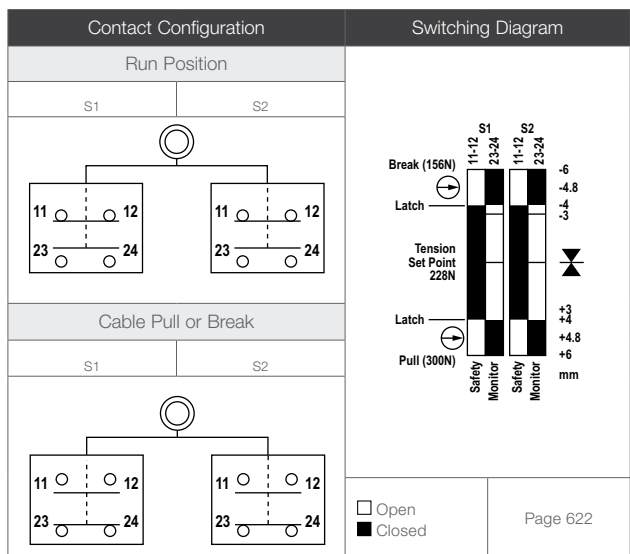 Contact Configuration
Run Position
S1 S2
11 12 11 12
23 24 23 24
Cable Pull or Break
S1 S2
11 12 11 12
23 24 23 24
Switching Diagram
S1 S2
11-12 23-24 11-12 23-24
Break (156N)
-6
-4.8
Latch
-4
-3
Tension
Set Point
228N
+3
Latch
+4
+4.8
Pull (300N)
+6
mm
Safety Monitor Safety Monitor
Open
Closed
Page 622